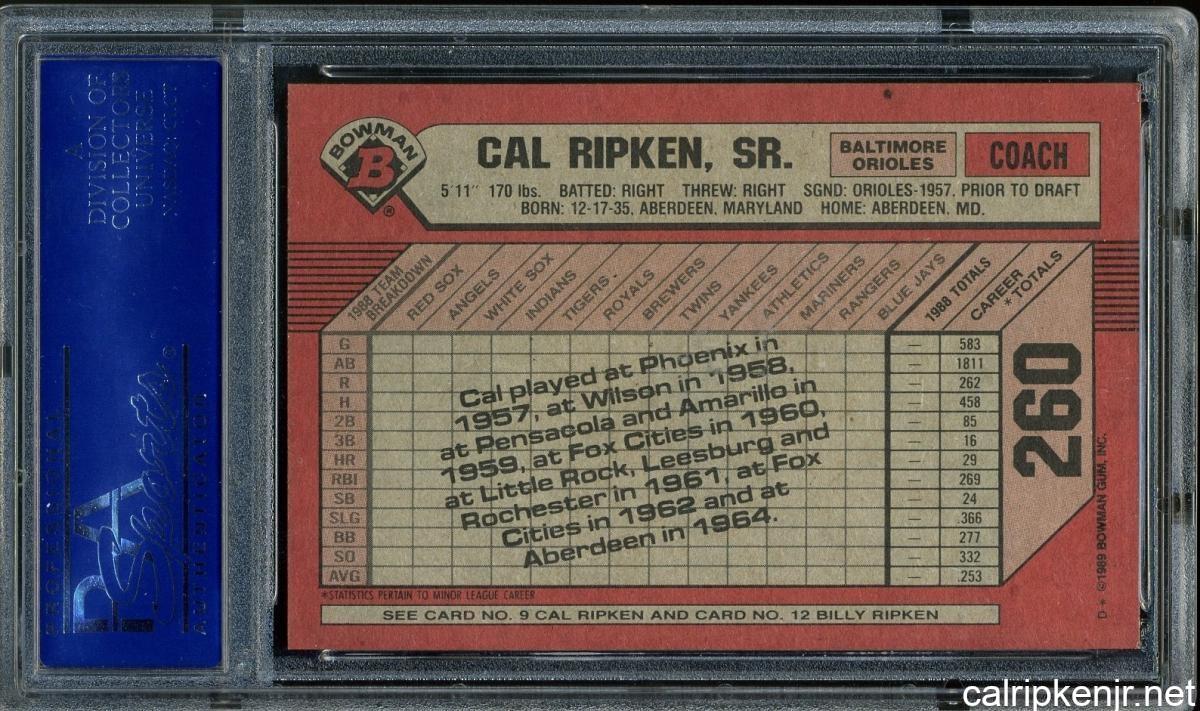 A
DIVISION OF
COLLECTORS
UNIVERSE
NASDAQ: CLCT
PROFESSIONAL
PSA
Sports®
AUTHENTICATOR
BOWMAN
B
®
CAL RIPKEN, SR.
BALTIMORE
ORIOLES
COACH
5'11" 170 lbs. BATTED: RIGHT THREW: RIGHT SGND: ORIOLES-1957, PRIOR TO DRAFT
BORN: 12-17-35, ABERDEEN, MARYLAND HOME: ABERDEEN, MD.
1988 TEAM
BREAKDOWN
RED SOX
ANGELS
WHITE SOX
INDIANS
TIGERS
ROYALS
BREWERS
TWINS
YANKEES
ATHLETICS
MARINERS
RANGERS
BLUE JAYS
1988 TOTALS
CAREER
*TOTALS
G — 583
AB — 1811
R — 262
H — 458
2B — 85
3B — 16
HR — 29
RBI — 269
SB — 24
SLG — .366
BB — 277
SO — 332
AVG — .253
Cal played at Phoenix in
1957, at Wilson in 1958,
at Pensacola and Amarillo in
1959, at Fox Cities in 1960,
at Little Rock, Leesburg and
Rochester in 1961, at Fox
Cities in 1962 and at
Aberdeen in 1964.
260
*STATISTICS PERTAIN TO MINOR LEAGUE CAREER
SEE CARD NO. 9 CAL RIPKEN AND CARD NO. 12 BILLY RIPKEN
D* ©1989 BOWMAN GUM, INC.
calripkenjr.net